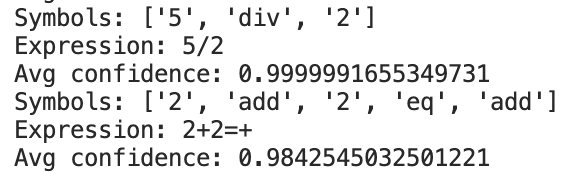 Symbols: ['5', 'div', '2']
Expression: 5/2
Avg confidence: 0.9999991655349731
Symbols: ['2', 'add', '2', 'eq', 'add']
Expression: 2+2=+
Avg confidence: 0.9842545032501221